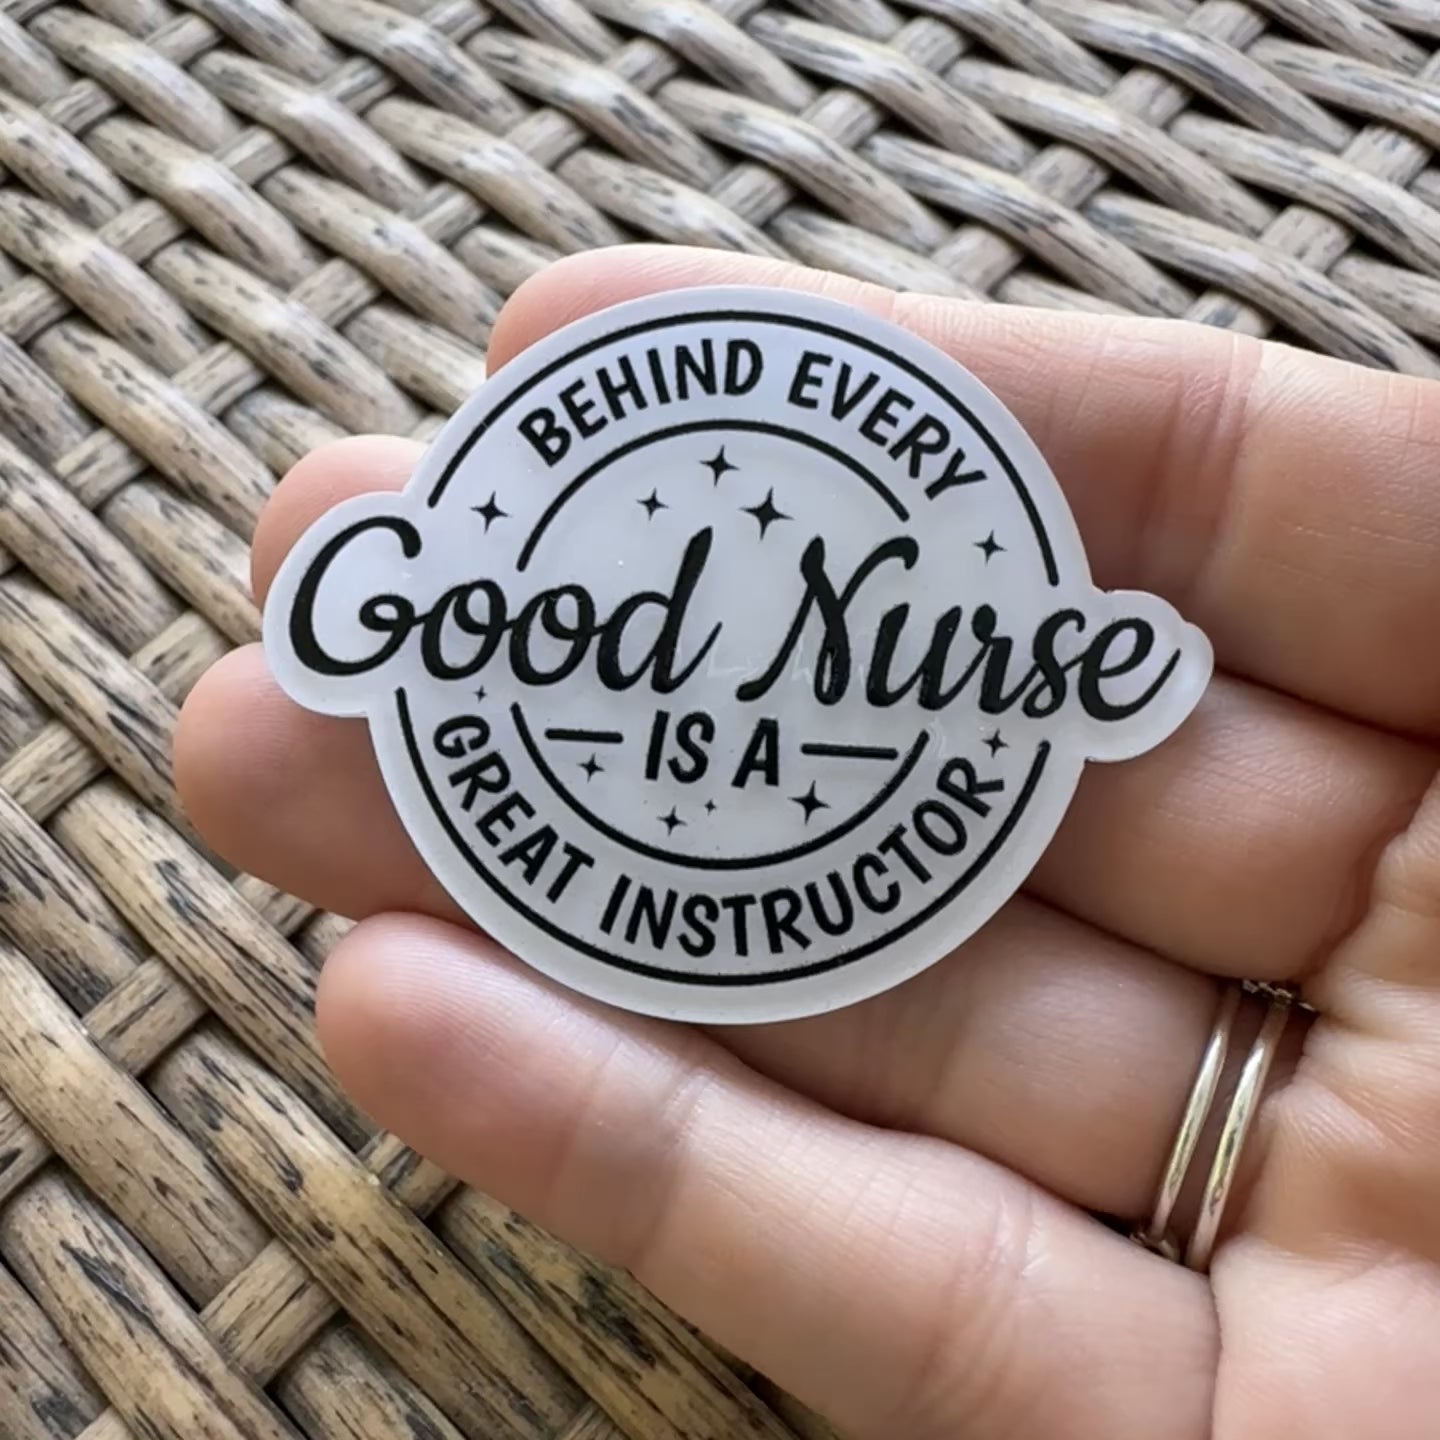 BEHIND EVERY
Good Nurse
IS A
GREAT INSTRUCTOR